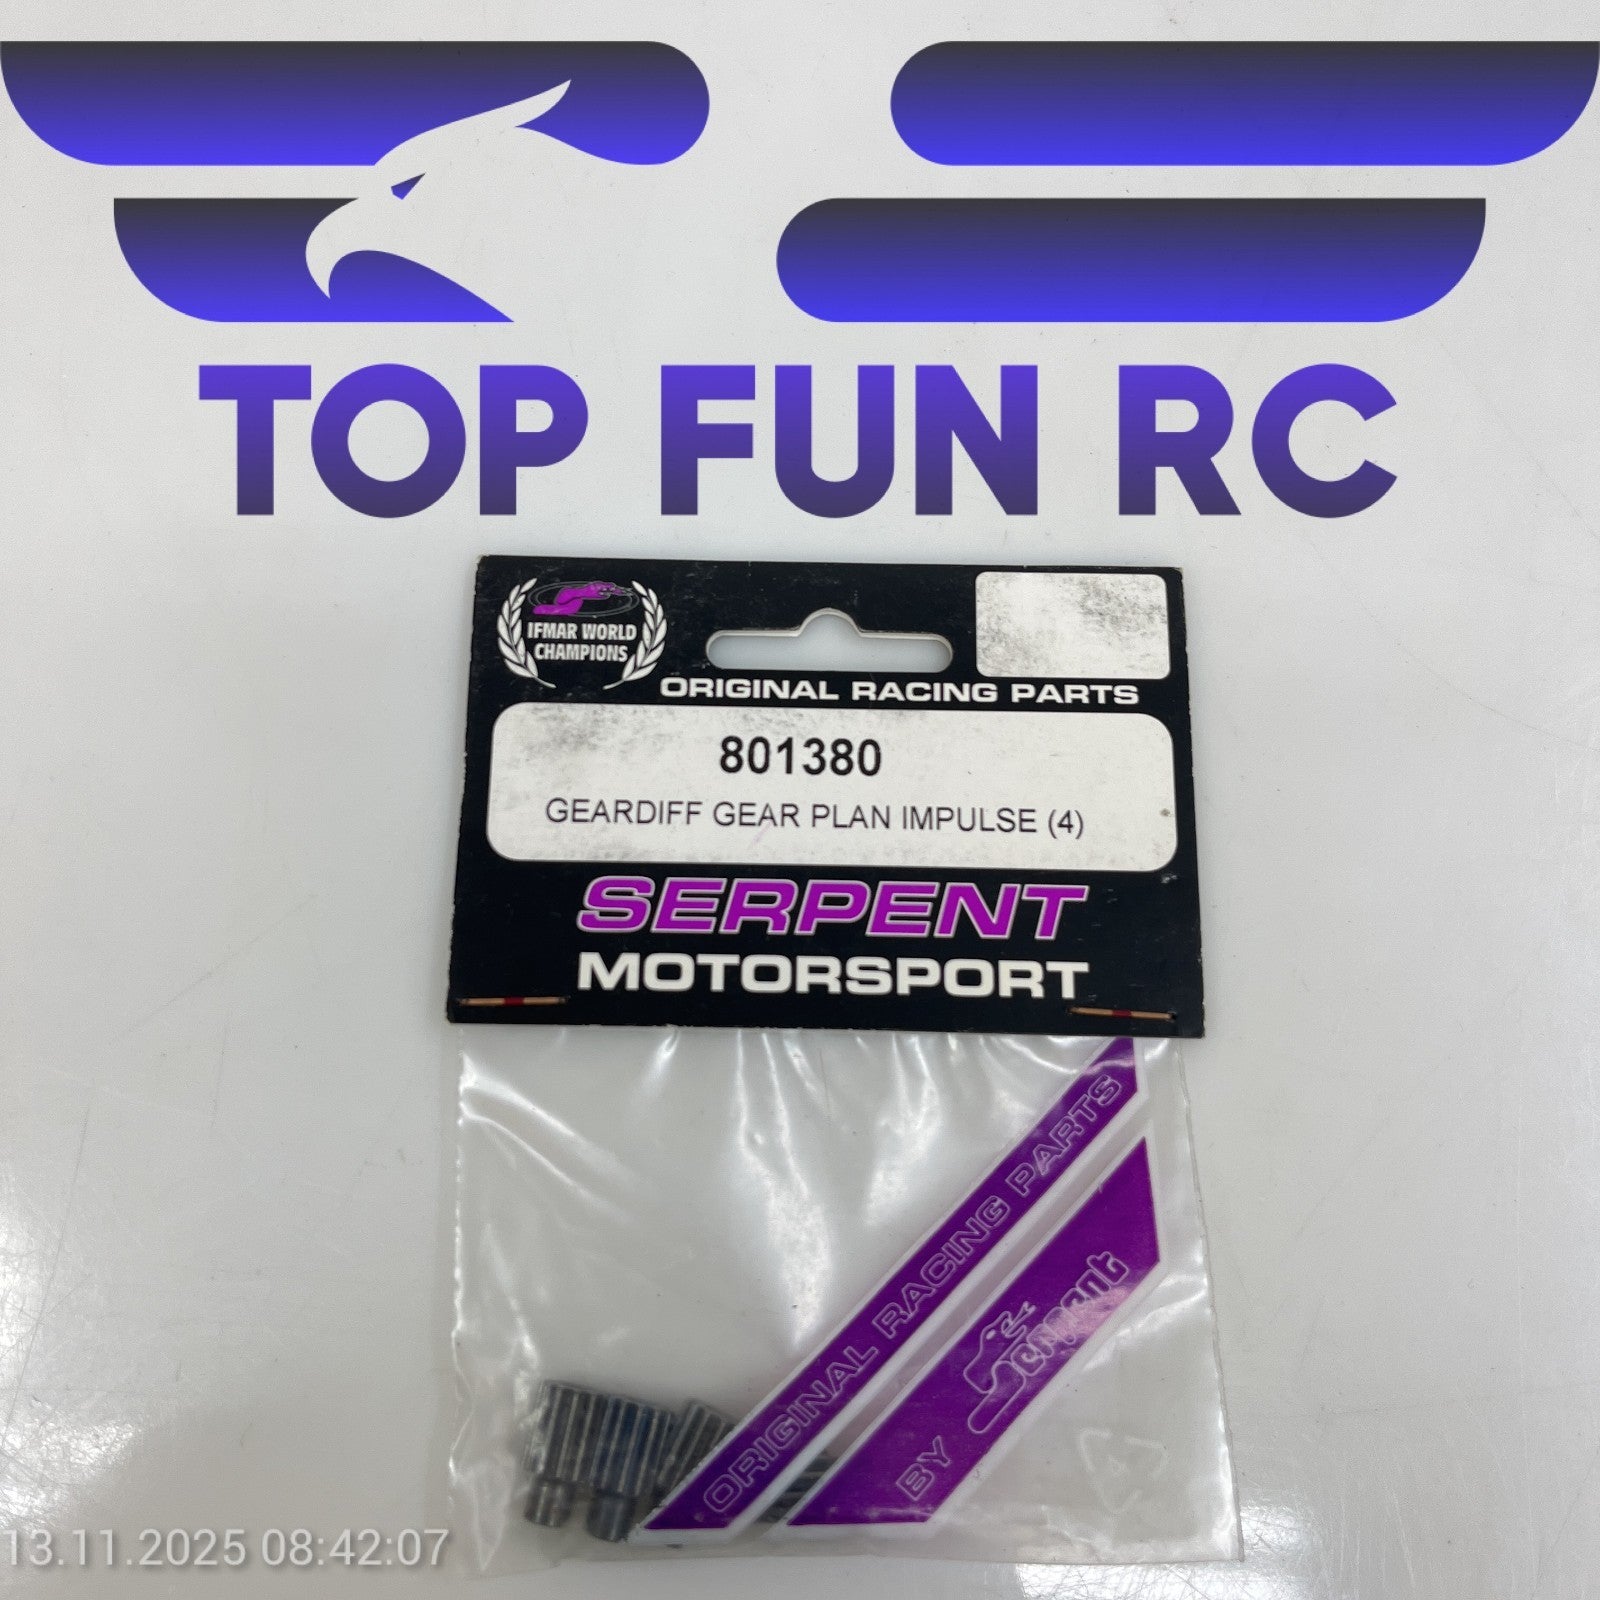 TOP FUN RC
IFMAR WORLD
CHAMPIONS
ORIGINAL RACING PARTS
801380
GEARDIFF GEAR PLAN IMPULSE (4)
SERPENT
MOTORSPORT
ORIGINAL RACING PARTS
BY Serpent
13.11.2025 08:42:07